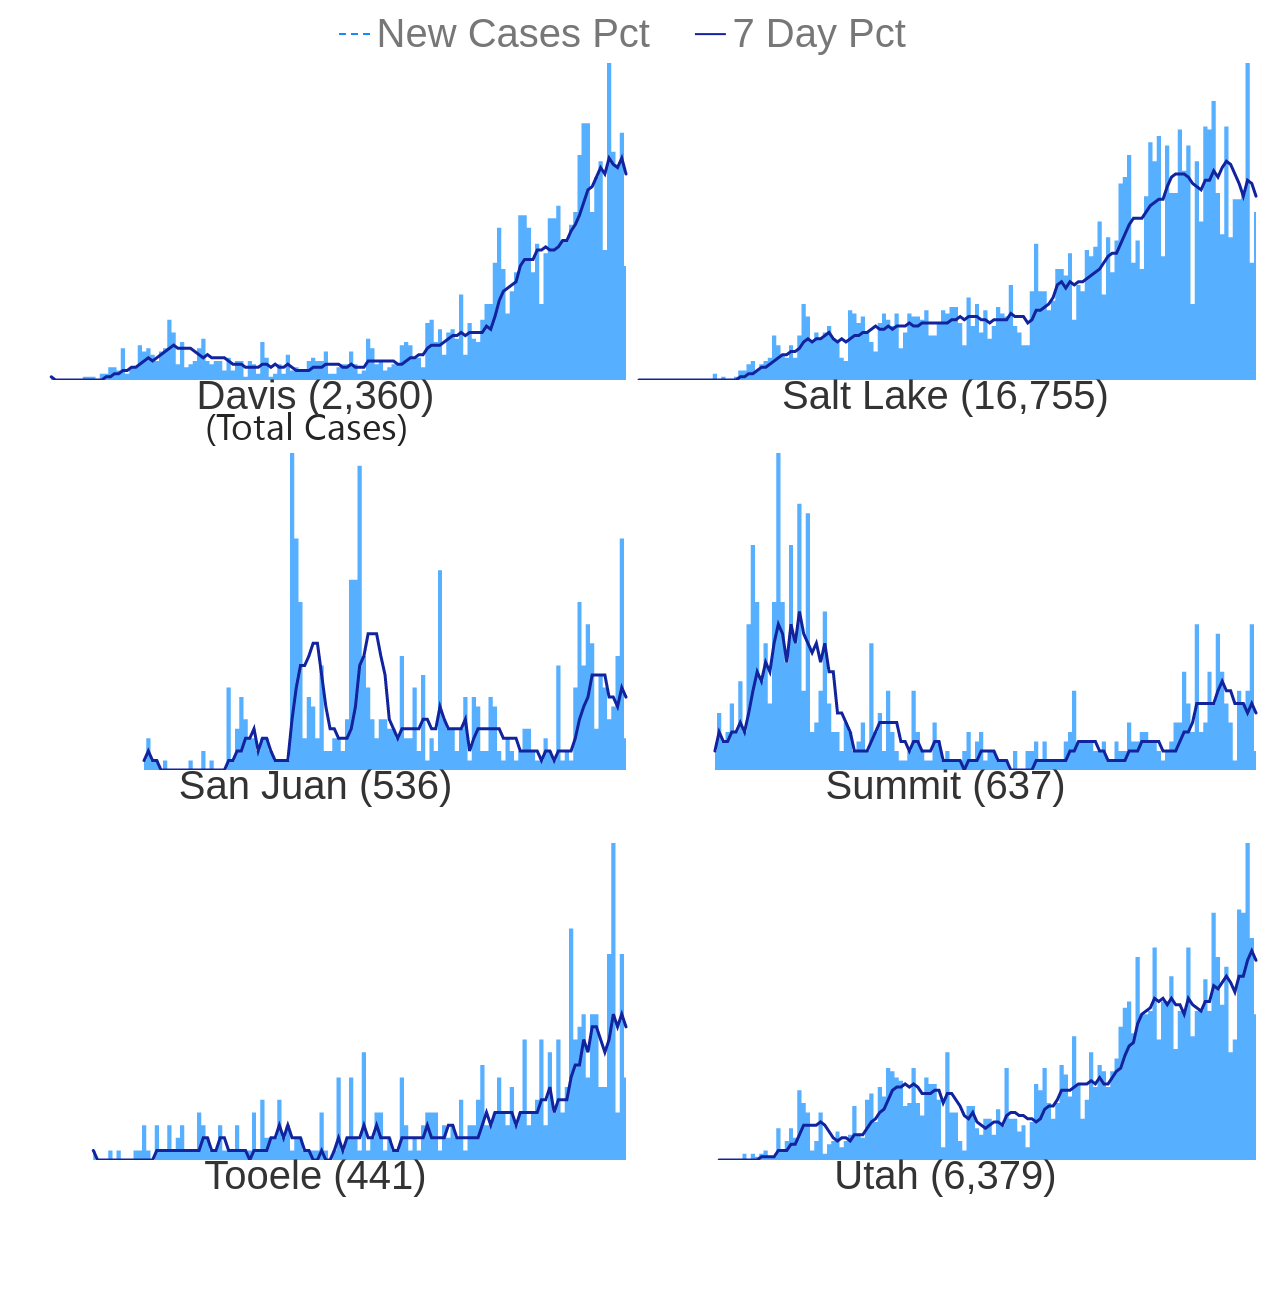 New Cases Pct 7 Day Pct
Davis (2,360) Salt Lake (16,755)
(Total Cases)
San Juan (536) Summit (637)
Tooele (441) Utah (6,379)